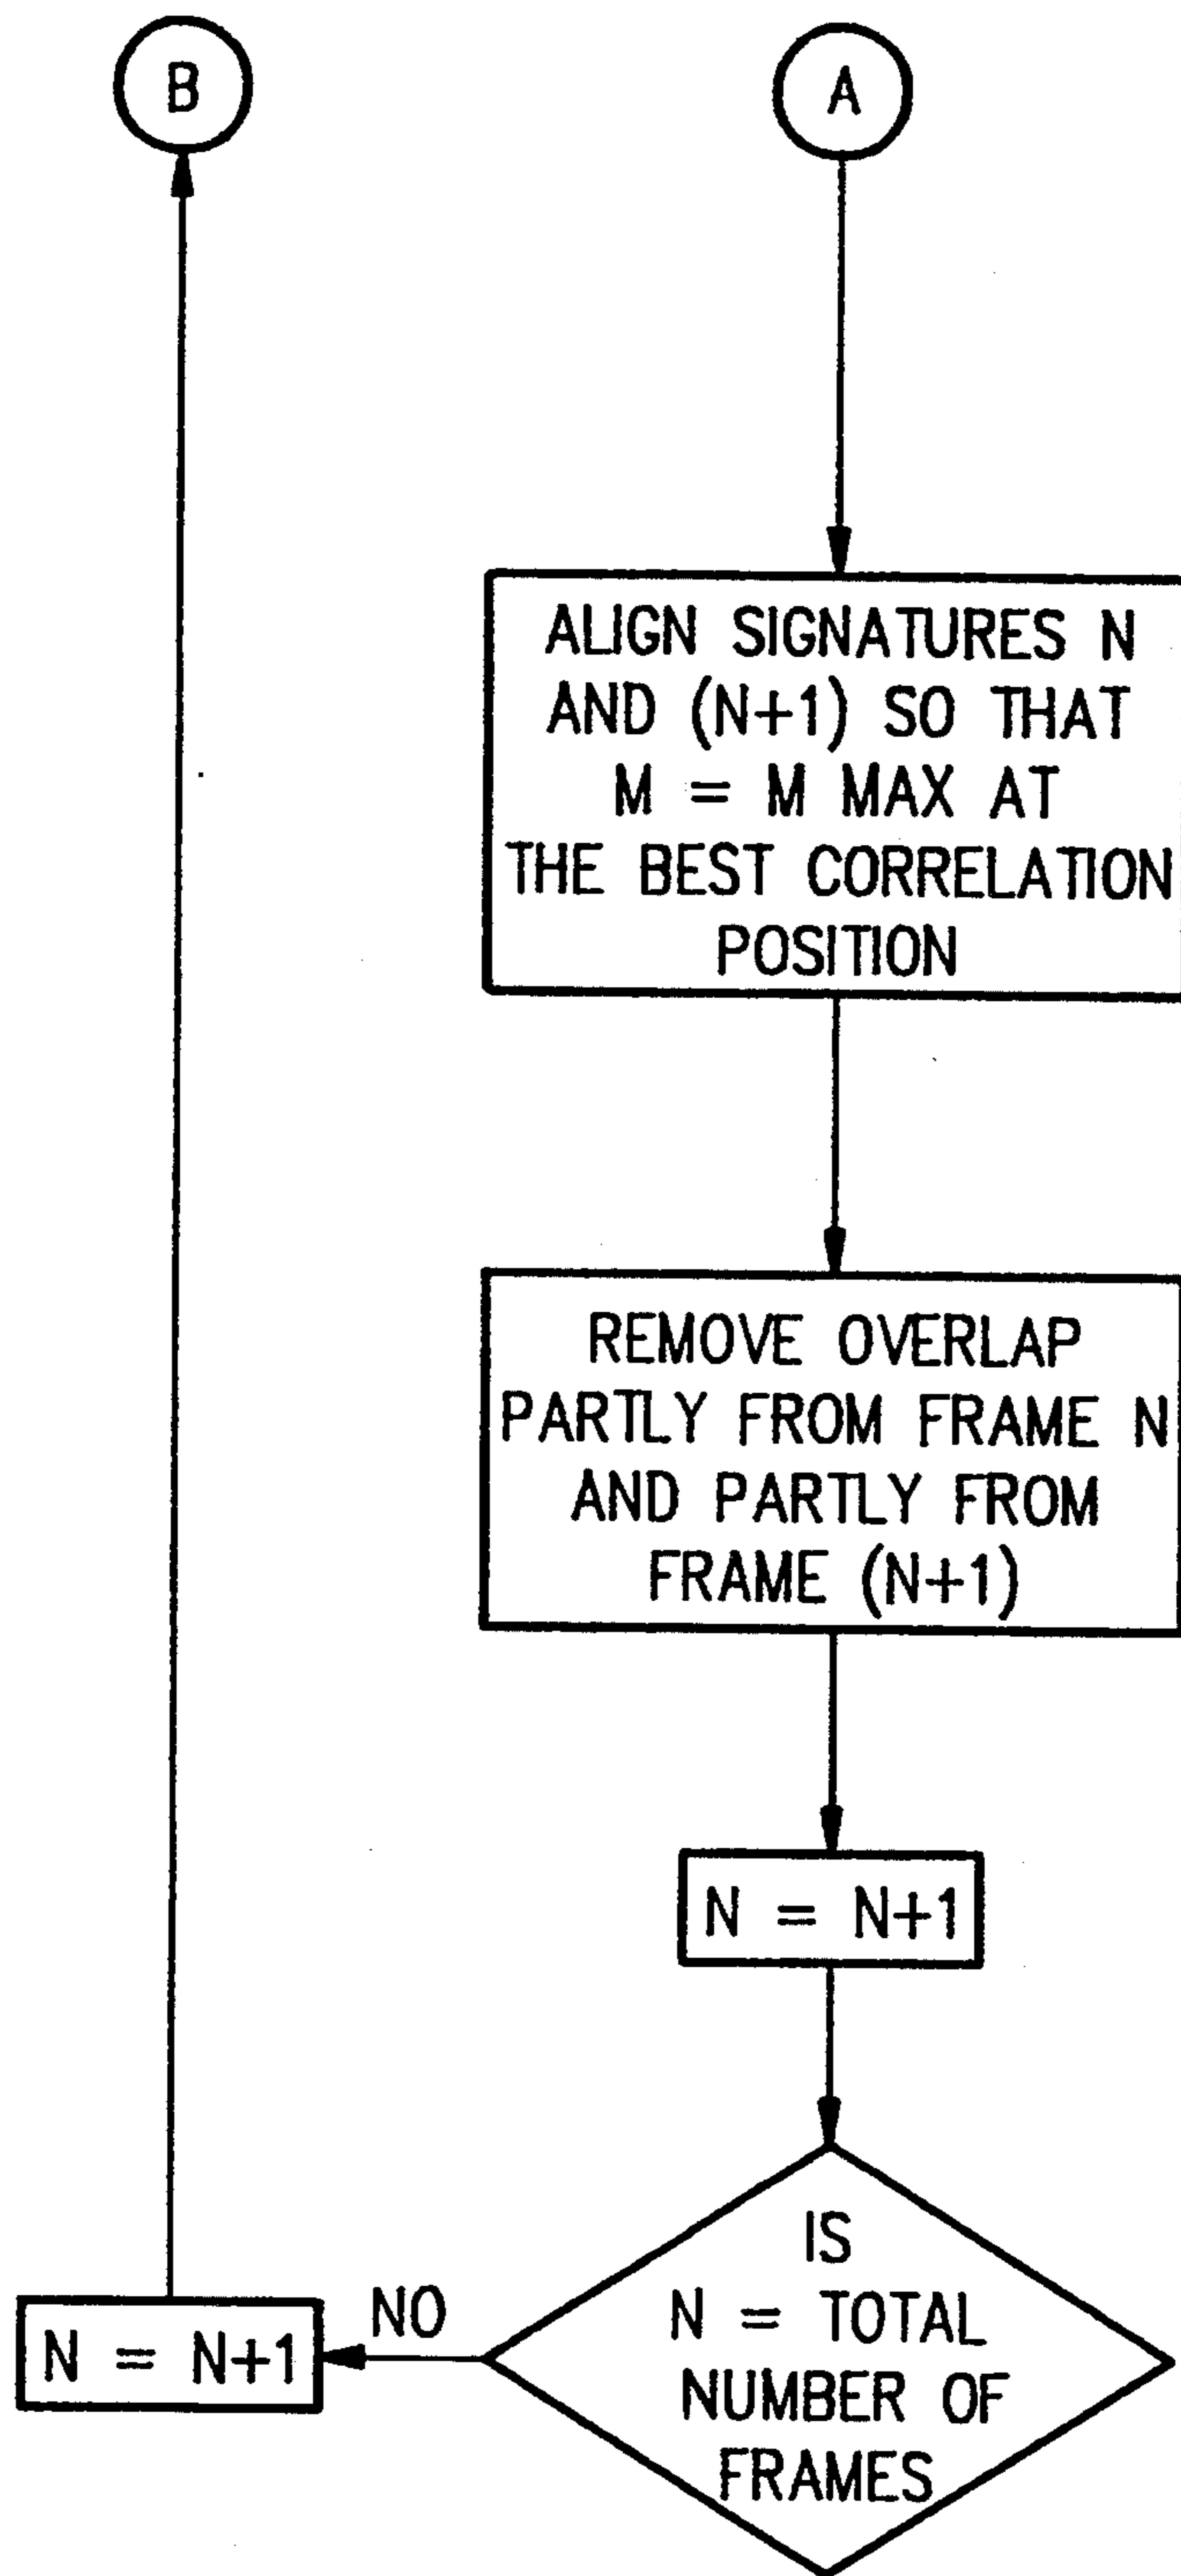 B
A
ALIGN SIGNATURES N
AND (N+1) SO THAT
M = M MAX AT
THE BEST CORRELATION
POSITION
REMOVE OVERLAP
PARTLY FROM FRAME N
AND PARTLY FROM
FRAME (N+1)
N = N+1
IS
N = TOTAL
NUMBER OF
FRAMES
NO
N = N+1